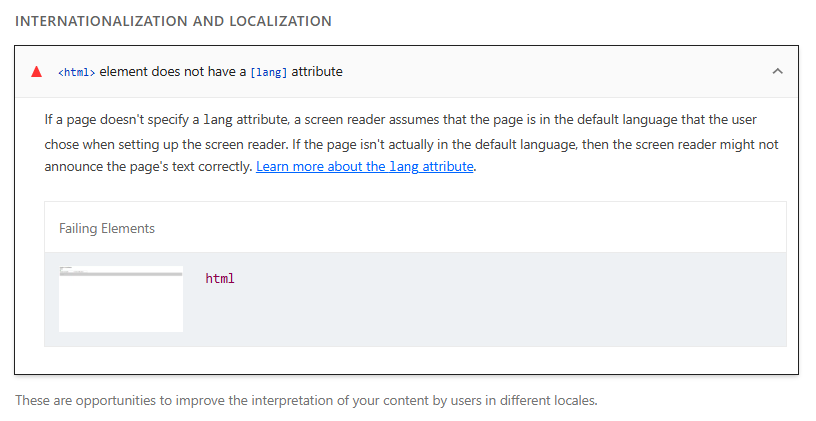 INTERNATIONALIZATION AND LOCALIZATION
<html> element does not have a [lang] attribute
If a page doesn't specify a lang attribute, a screen reader assumes that the page is in the default language that the user
chose when setting up the screen reader. If the page isn't actually in the default language, then the screen reader might not
announce the page's text correctly. Learn more about the lang attribute.
Failing Elements
html
These are opportunities to improve the interpretation of your content by users in different locales.